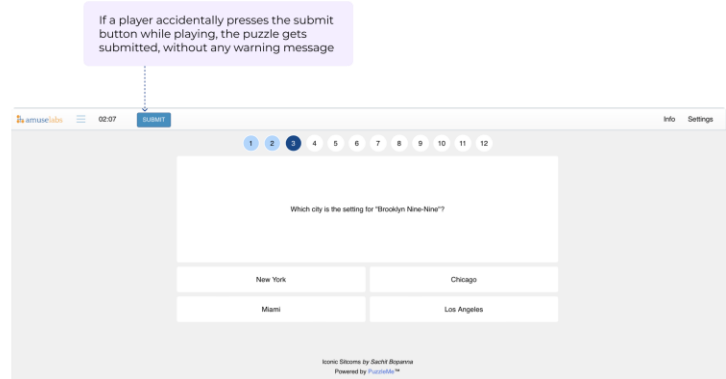 If a player accidentally presses the submit
button while playing, the puzzle gets
submitted, without any warning message
amuselabs 02:07 SUBMIT Info Settings
1 2 3 4 5 6 7 8 9 10 11 12
Which city is the setting for "Brooklyn Nine-Nine"?
New York Chicago
Miami Los Angeles
Iconic Sitcoms by Sachit Bopanna
Powered by PuzzleMe™